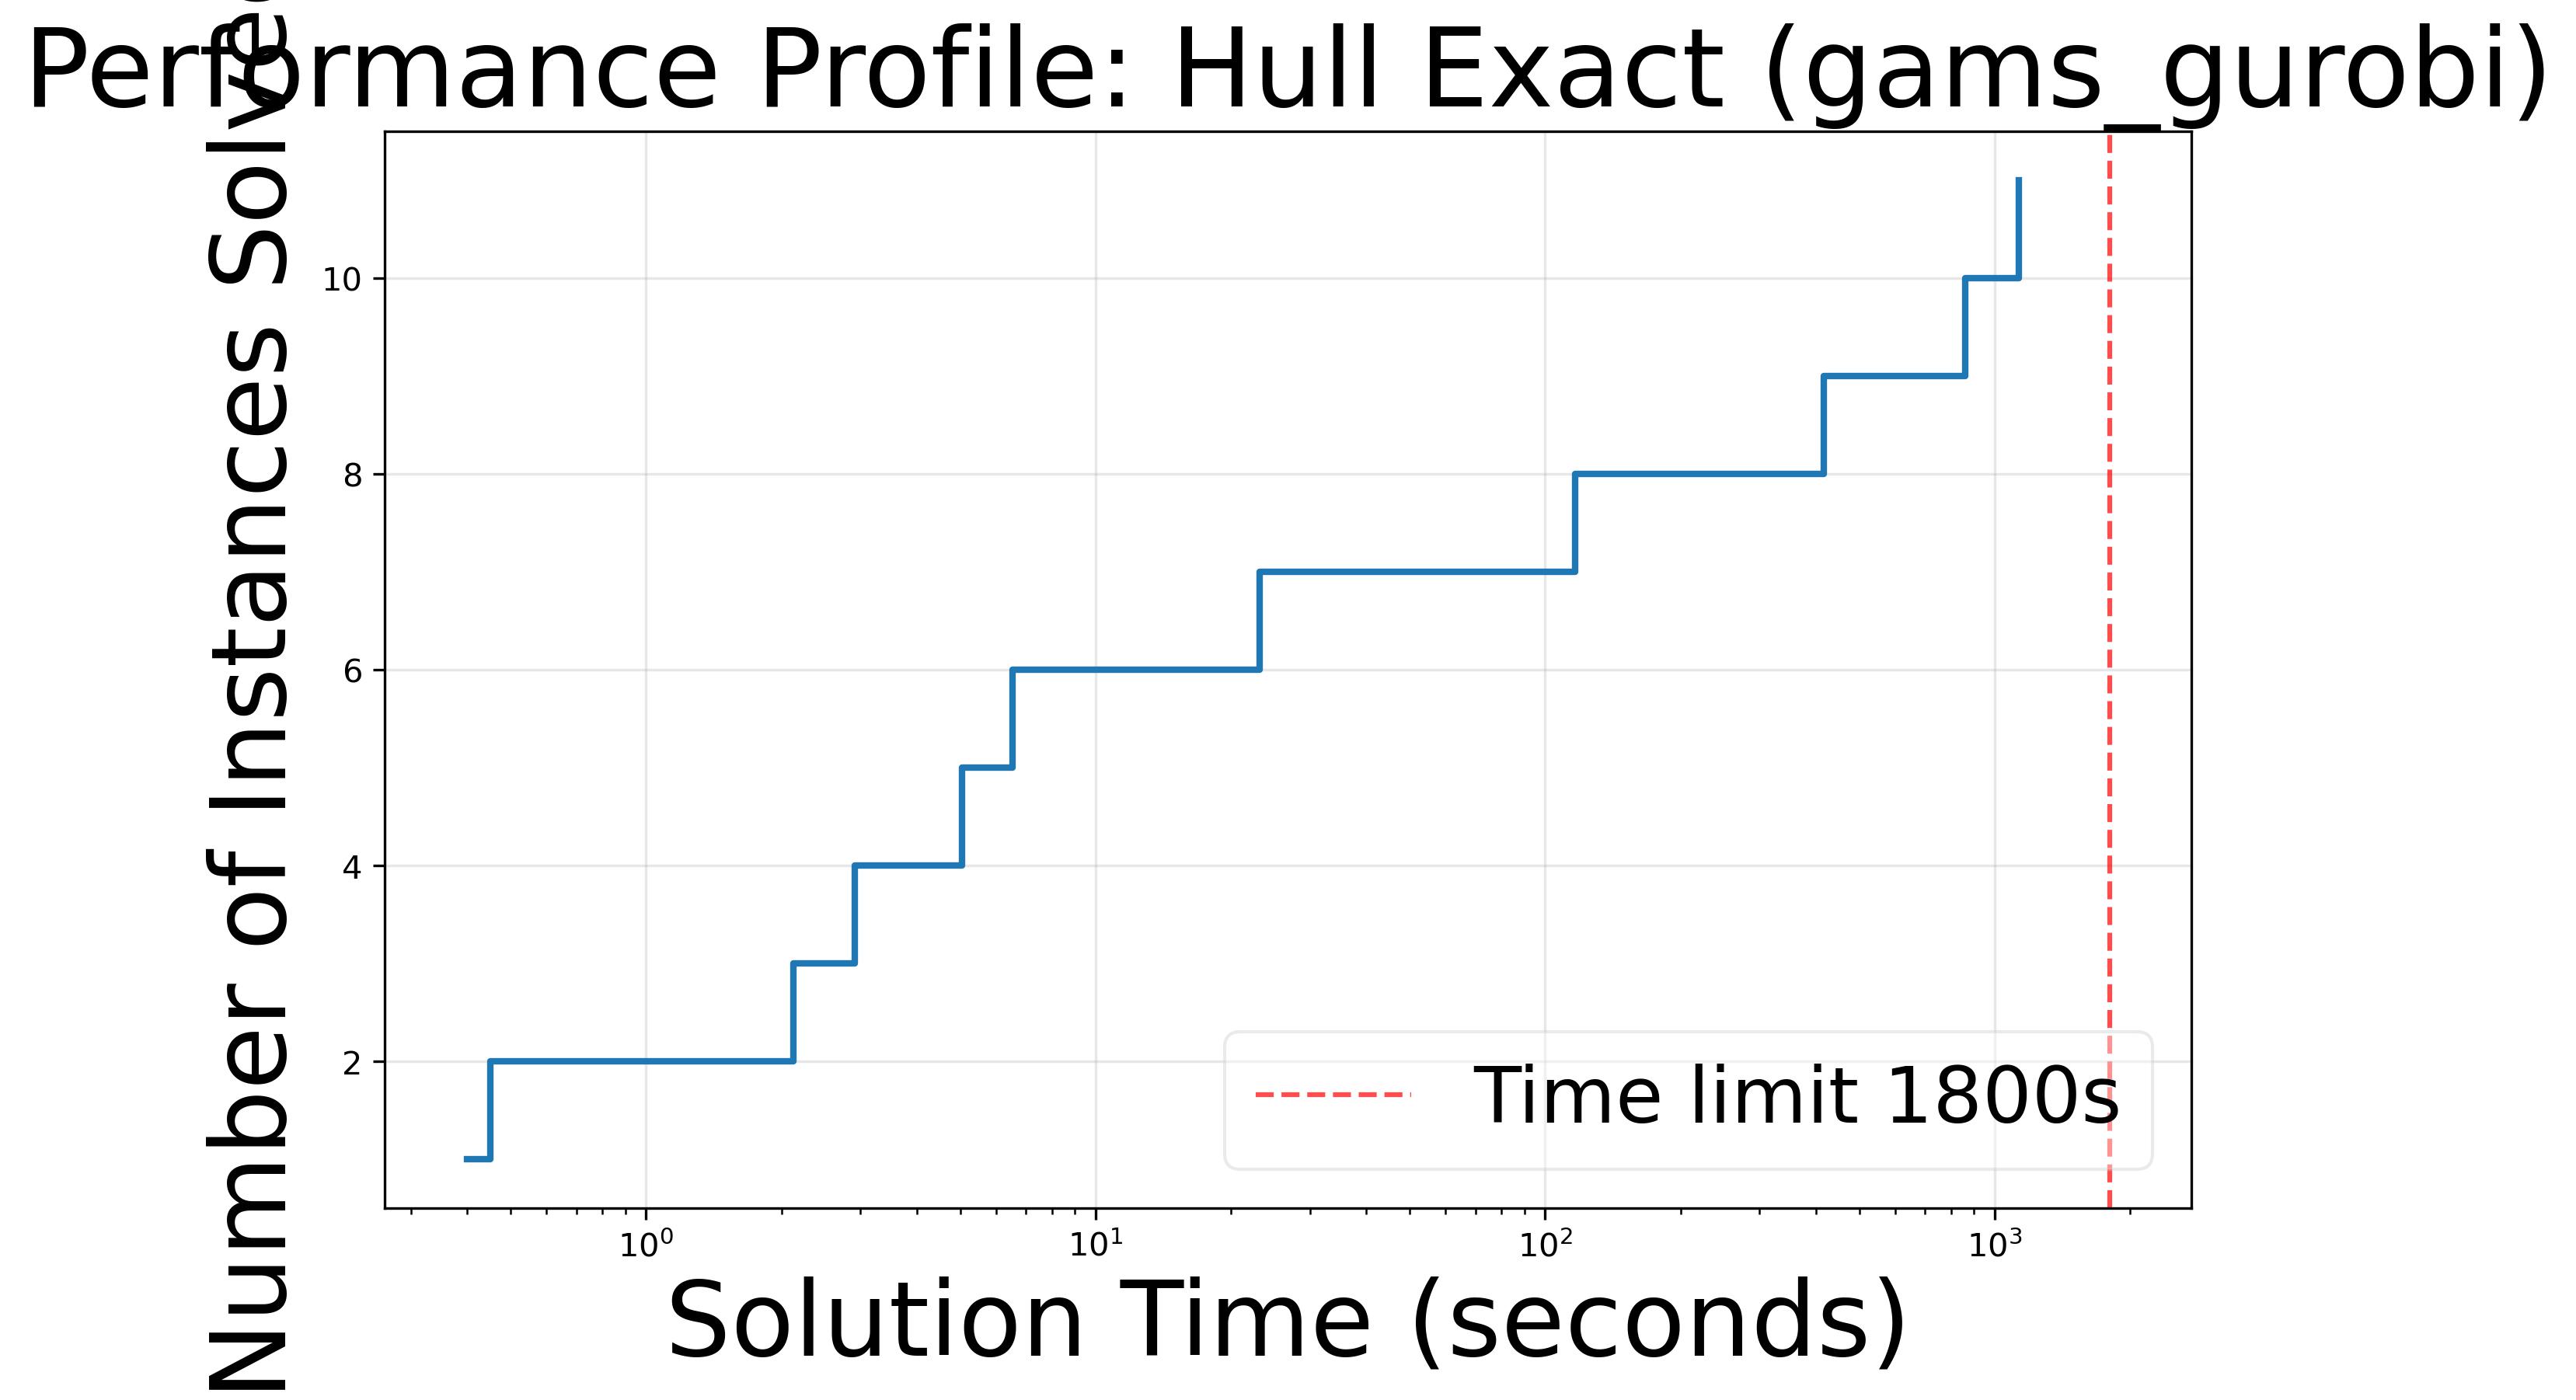 Performance Profile: Hull Exact (gams_gurobi)
Number of Instances Solve
10
8
6
4
2
Time limit 1800s
10⁰ 10¹ 10² 10³
Solution Time (seconds)